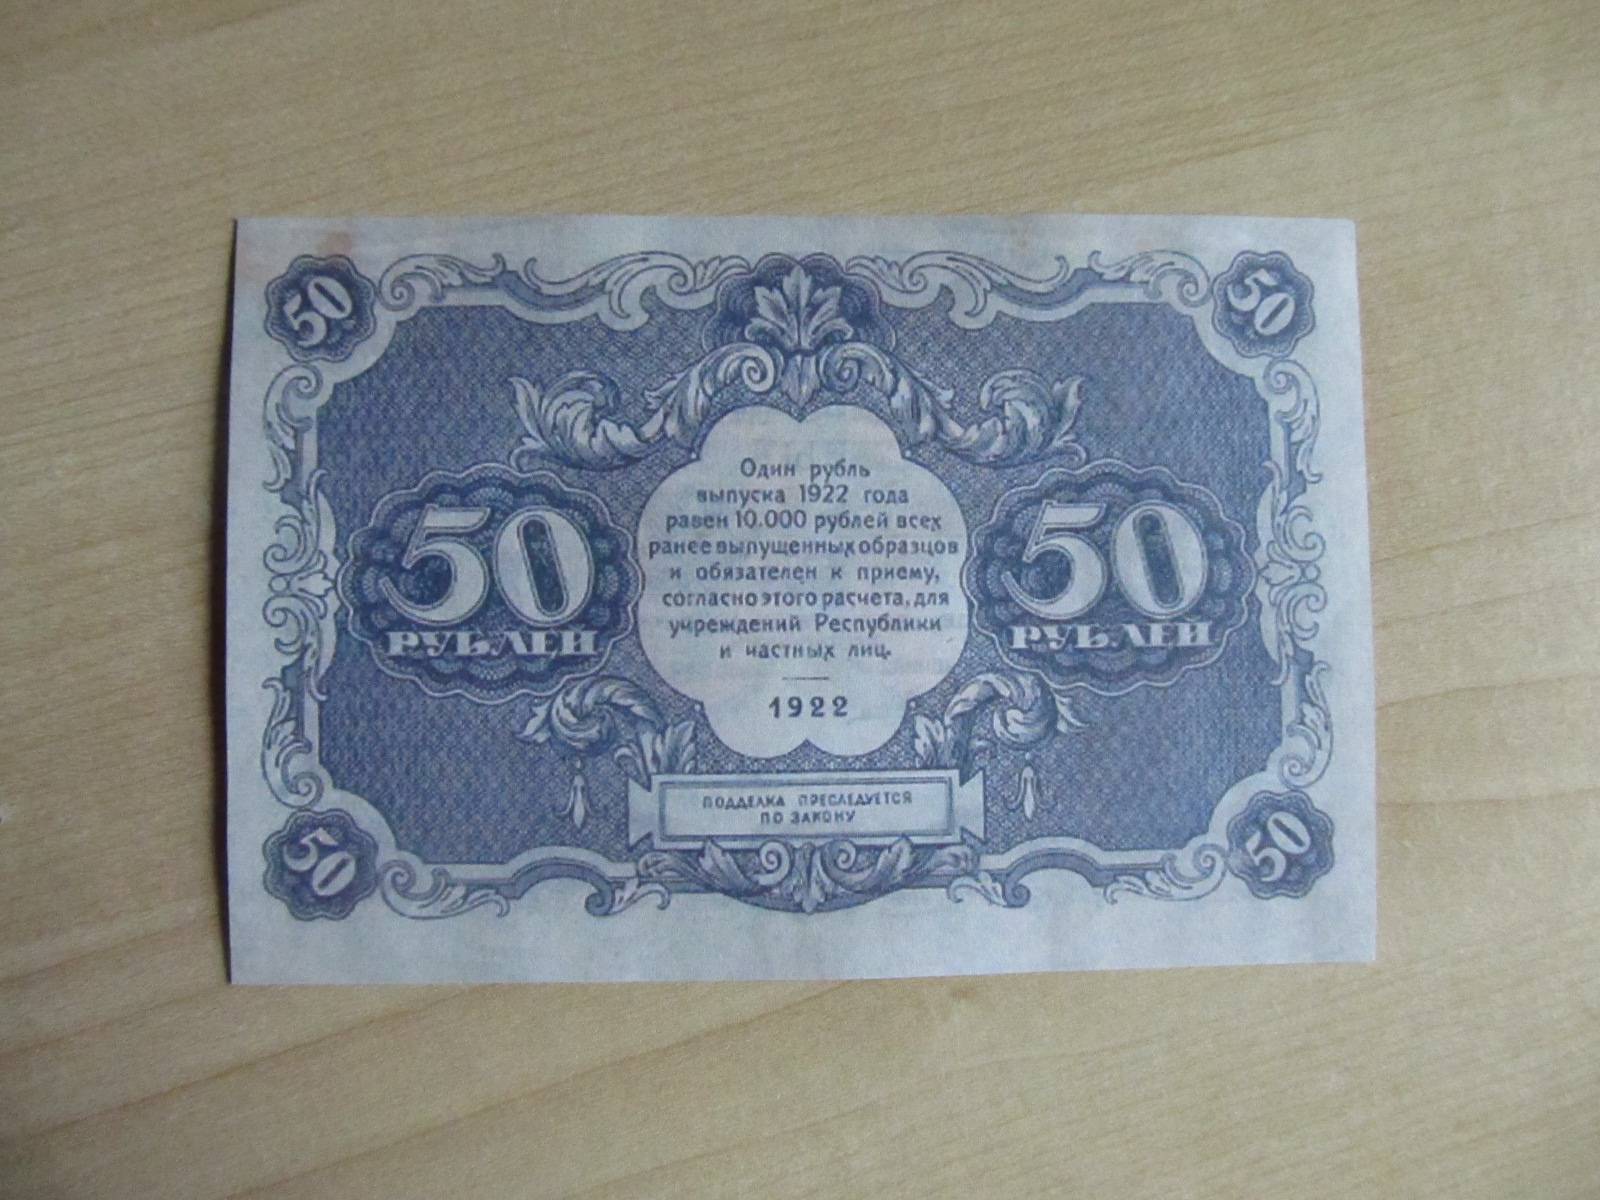 50 50
Один рубль
выпуска 1922 года
равен 10.000 рублей всех
ранее выпущенных образцов
и обязателен к приему,
согласно этого расчета, для
учреждений Республики
и частных лиц.
1922
50 РУБЛЕЙ
50 РУБЛЕЙ
ПОДДЕЛКА ПРЕСЛЕДУЕТСЯ
ПО ЗАКОНУ
50 50